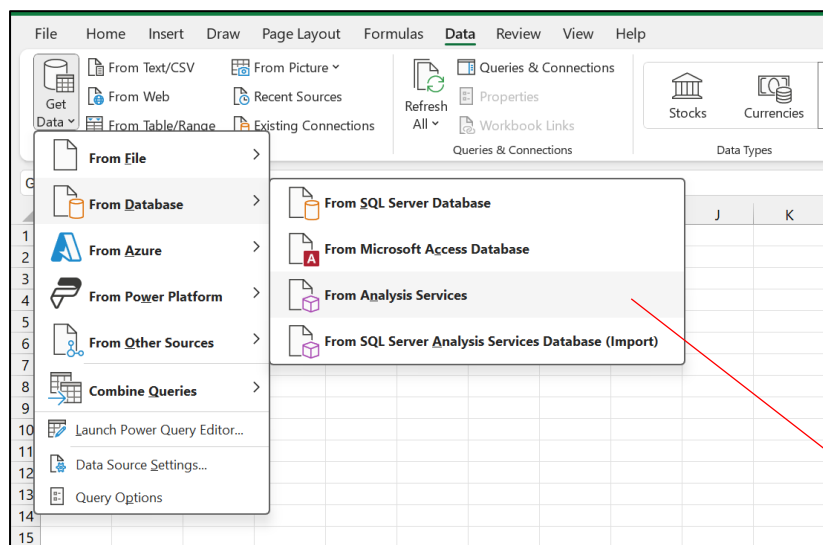 File Home Insert Draw Page Layout Formulas Data Review View Help
From Text/CSV From Picture Queries & Connections
Get Data From Web Recent Sources Refresh All Properties Stocks Currencies
From Table/Range Existing Connections Workbook Links
Queries & Connections Data Types
From File
G
From Database From SQL Server Database
J K
From Azure From Microsoft Access Database
From Power Platform From Analysis Services
From Other Sources From SQL Server Analysis Services Database (Import)
Combine Queries
Launch Power Query Editor...
Data Source Settings...
Query Options
1
2
3
4
5
6
7
8
9
10
11
12
13
14
15